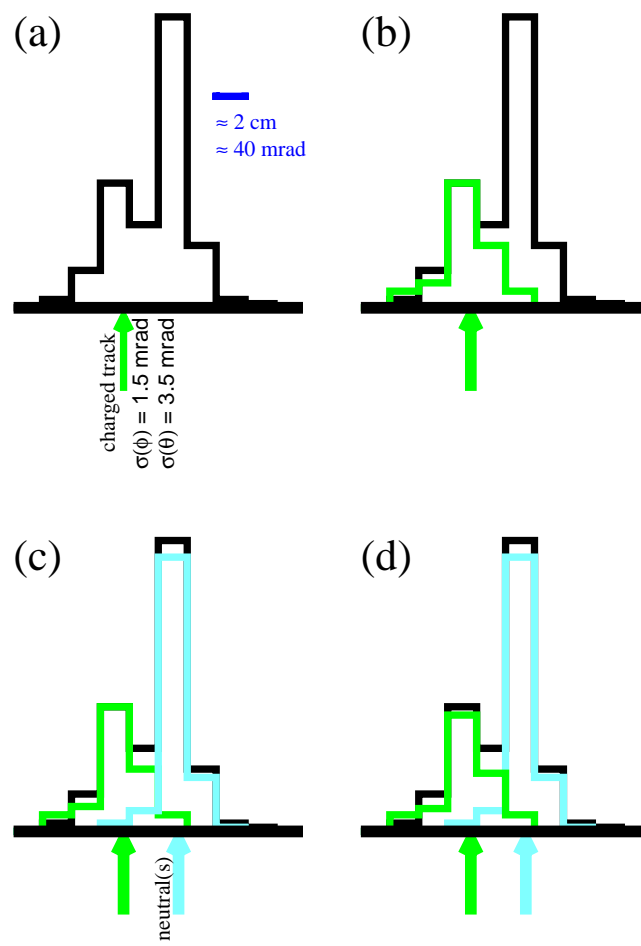 (a)
≈ 2 cm
≈ 40 mrad
charged track
σ(ϕ) = 1.5 mrad
σ(θ) = 3.5 mrad
(b)
(c)
neutral(s)
(d)